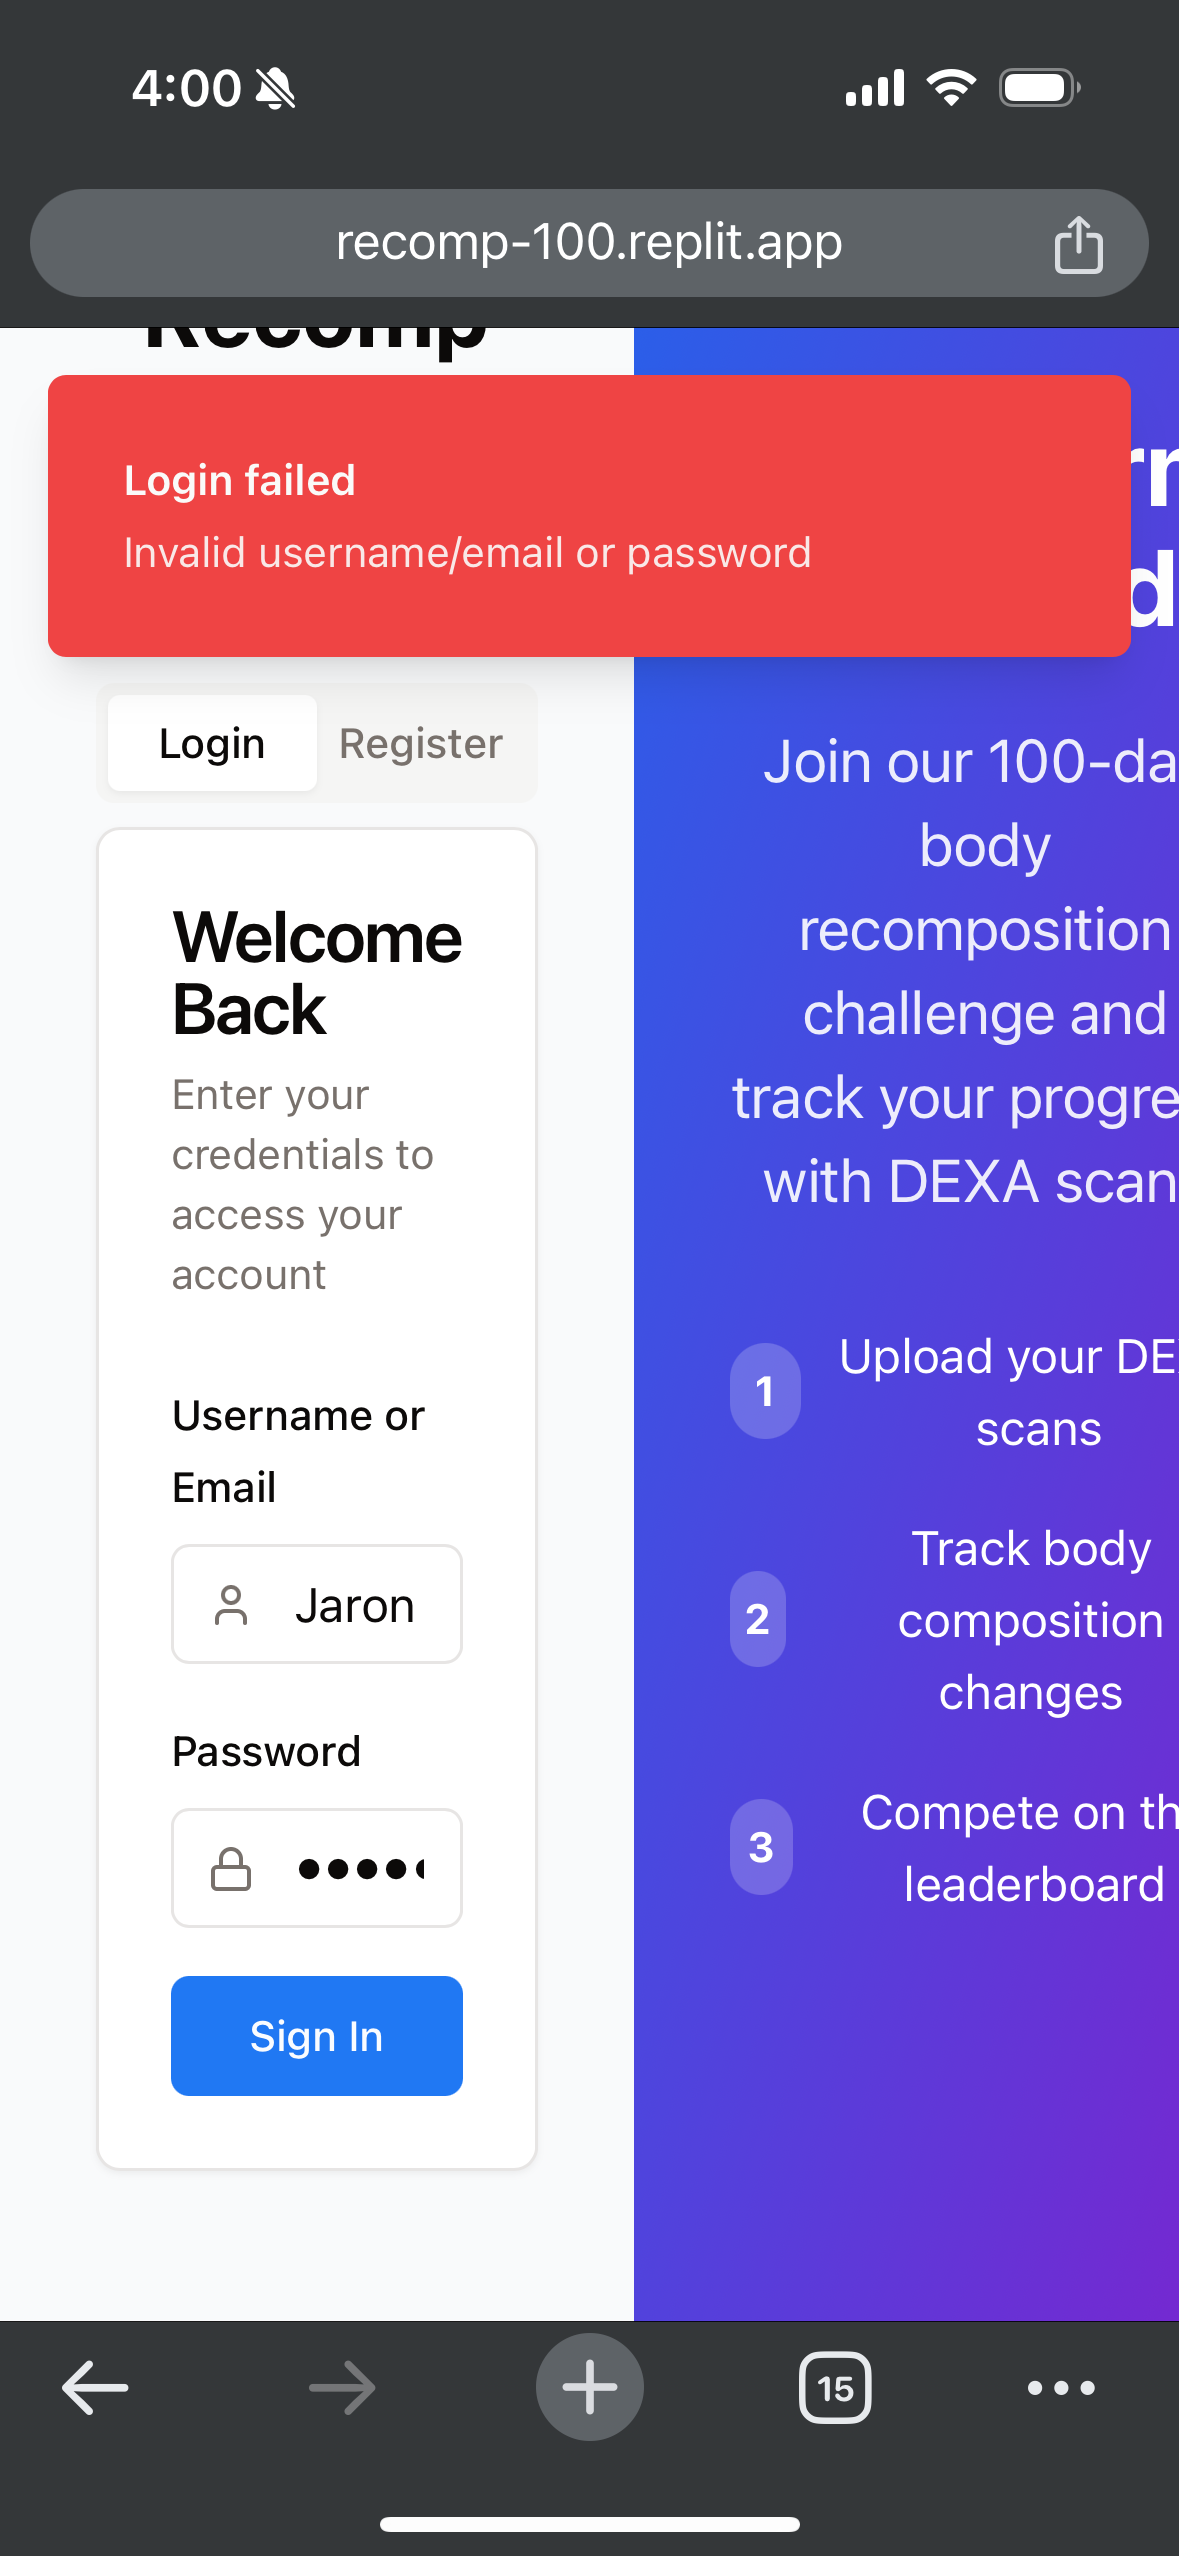 4:00
recomp-100.replit.app
Recomp
Login failed
Invalid username/email or password
Login
Register
Welcome
Back
Enter your
credentials to
access your
account
Username or
Email
Jaron
Password
Sign In
Join our 100-da
body
recomposition
challenge and
track your progre
with DEXA scan
1
Upload your DE
scans
2
Track body
composition
changes
3
Compete on th
leaderboard
15